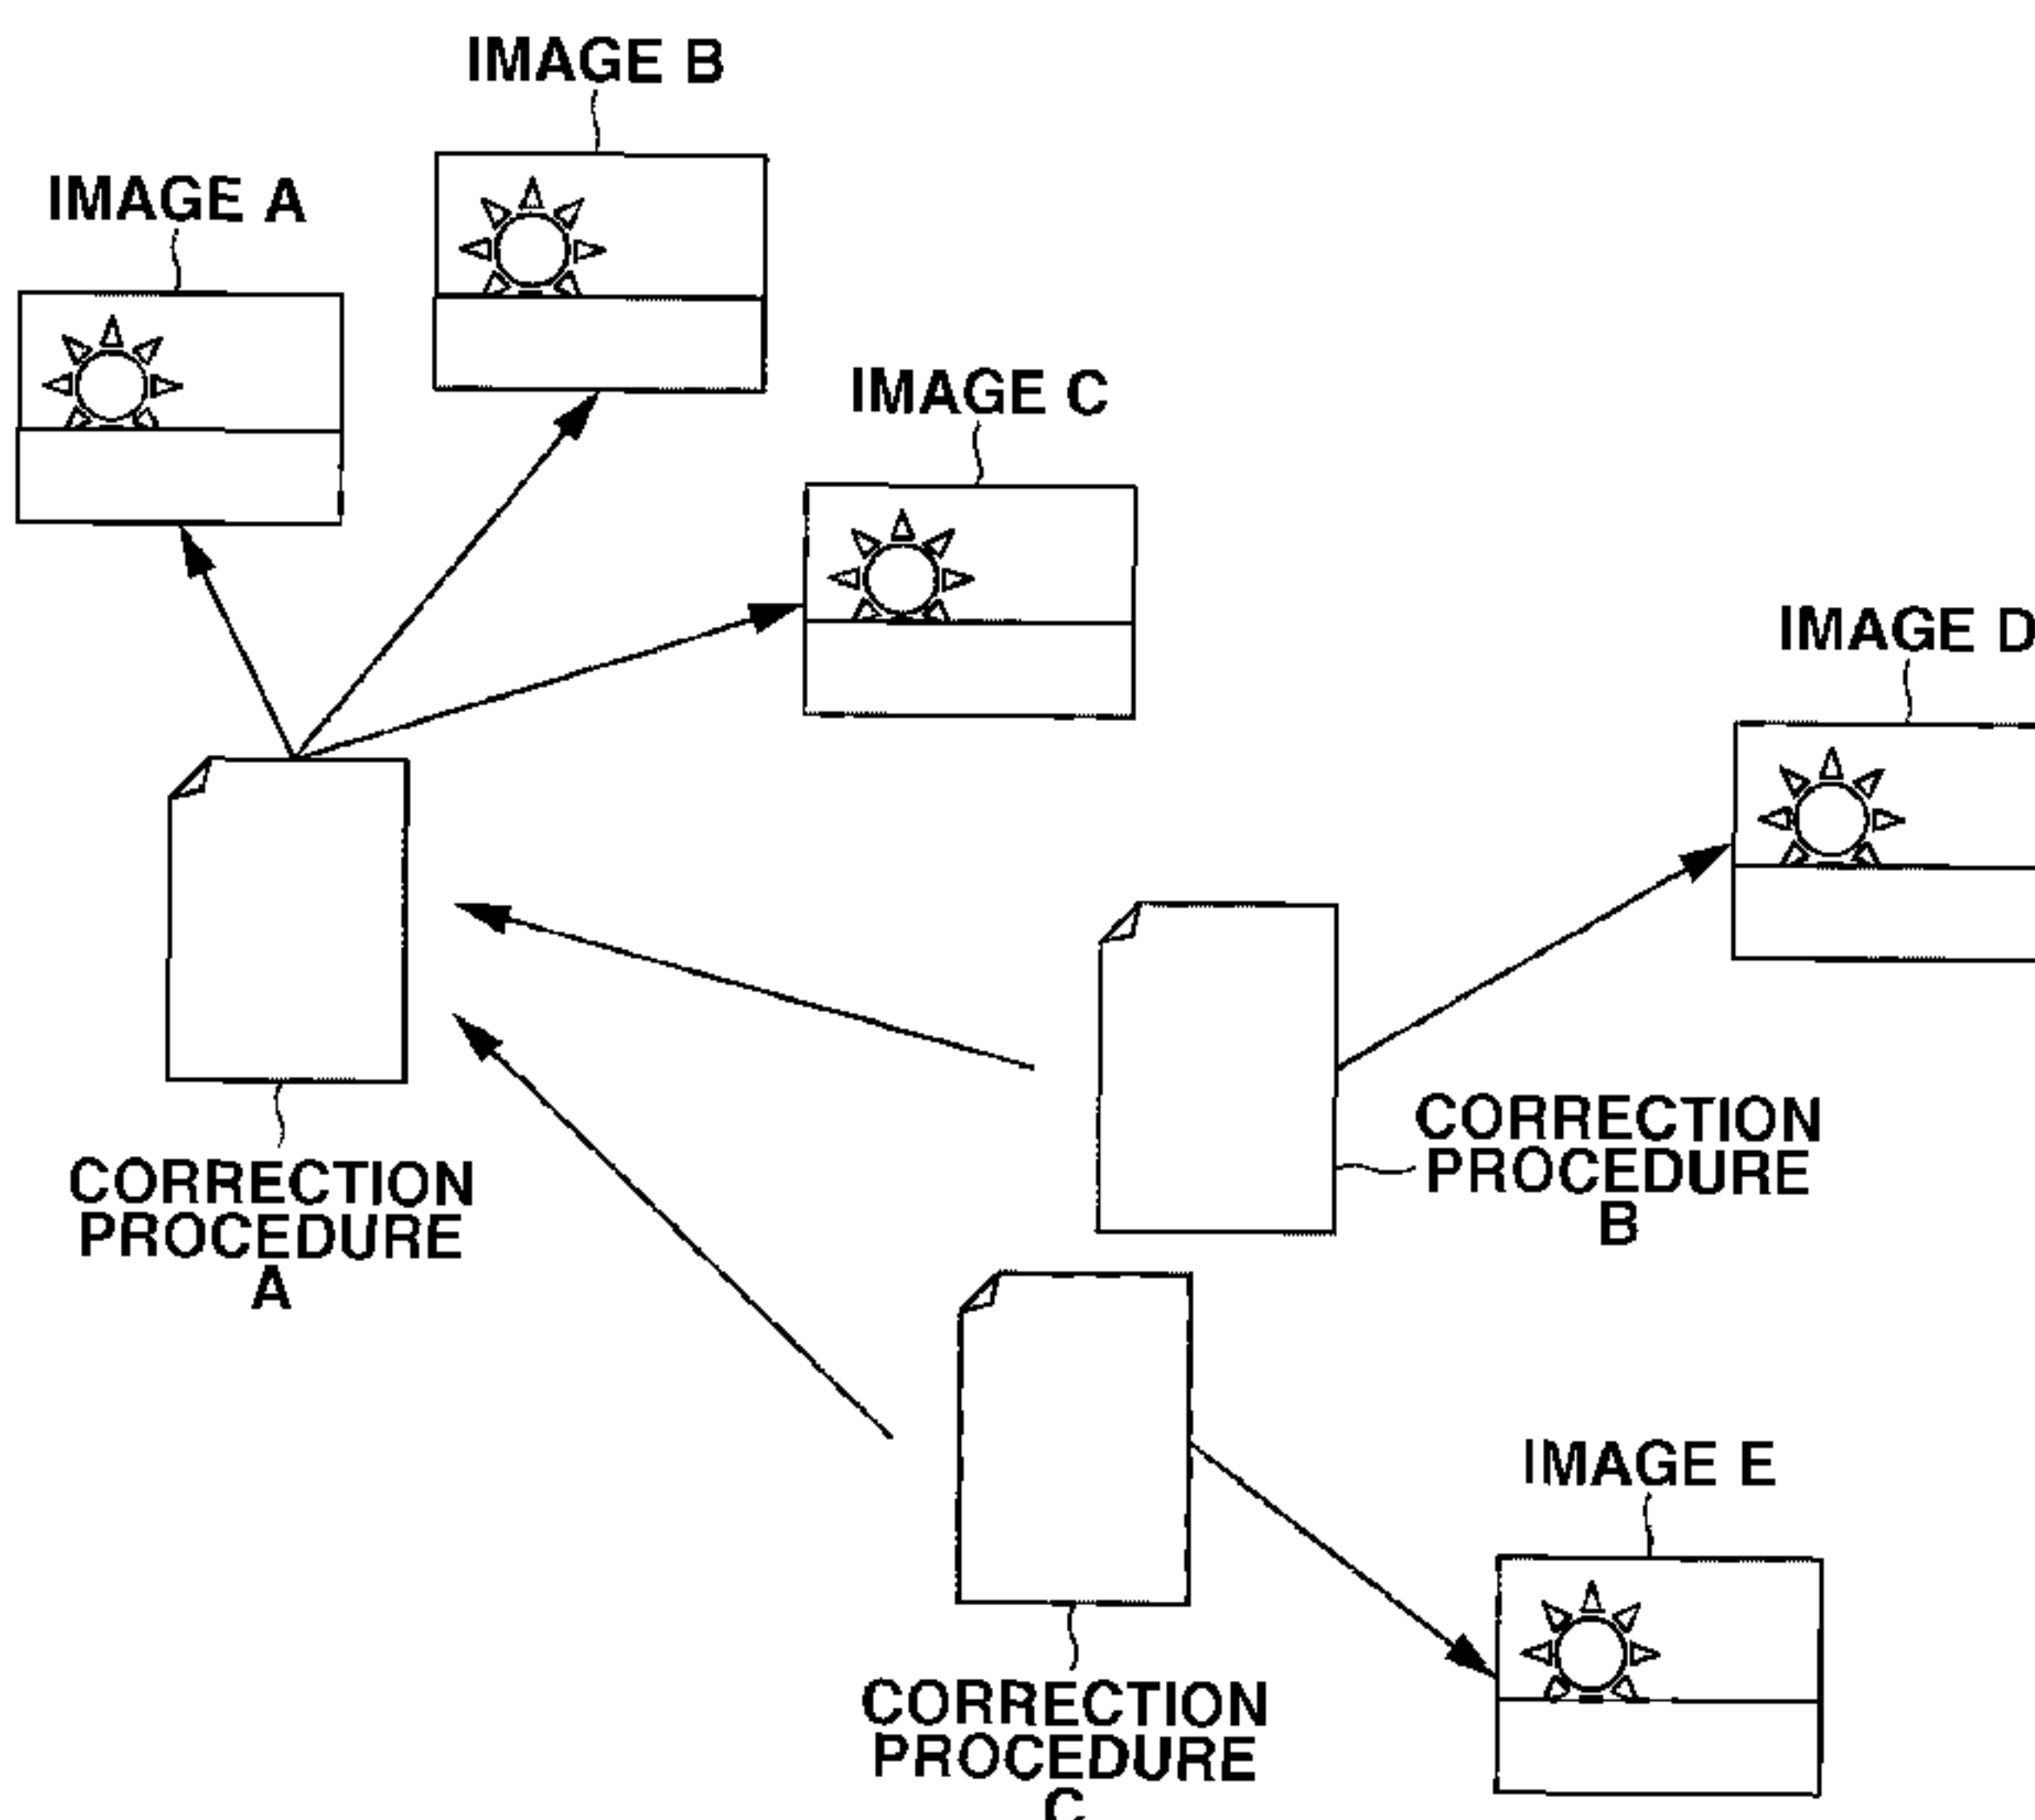 IMAGE B
IMAGE A
IMAGE C
IMAGE D
CORRECTION
PROCEDURE
B
CORRECTION
PROCEDURE
A
IMAGE E
CORRECTION
PROCEDURE
C